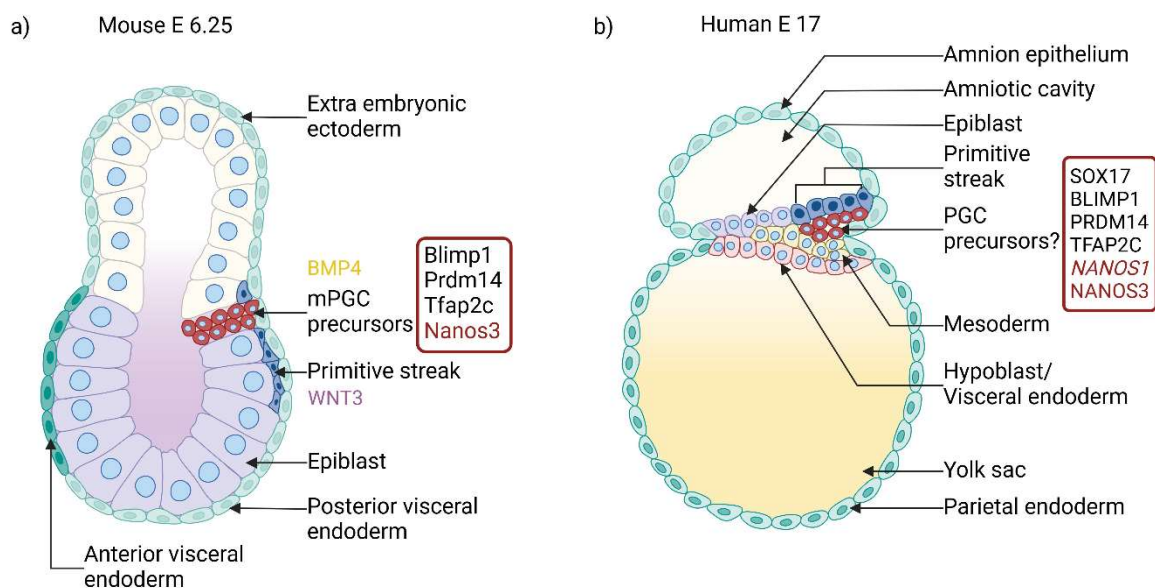 a)
Mouse E 6.25
Extra embryonic
ectoderm
BMP4
mPGC
precursors
Blimp1
Prdm14
Tfap2c
Nanos3
Primitive streak
WNT3
Epiblast
Posterior visceral
endoderm
Anterior visceral
endoderm
b)
Human E 17
Amnion epithelium
Amniotic cavity
Epiblast
Primitive
streak
PGC
precursors?
SOX17
BLIMP1
PRDM14
TFAP2C
NANOS1
NANOS3
Mesoderm
Hypoblast/
Visceral endoderm
Yolk sac
Parietal endoderm